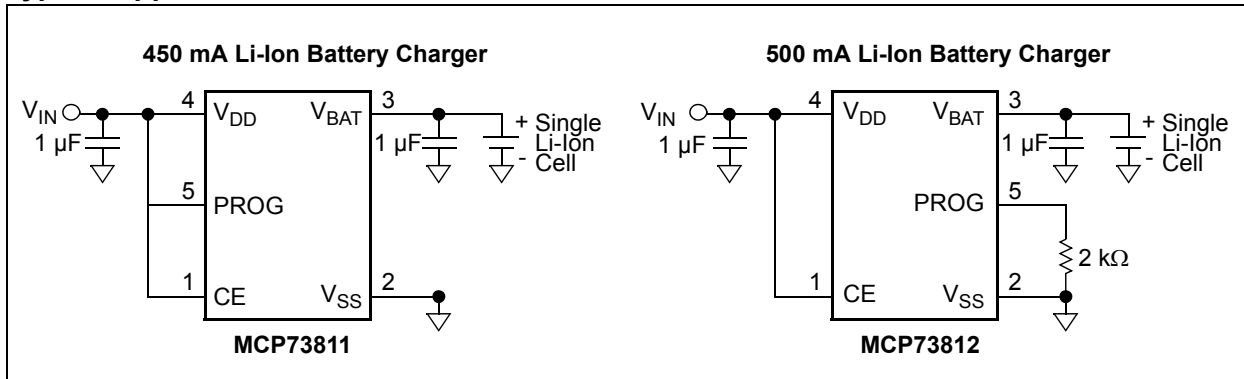 450 mA Li-Ion Battery Charger
VIN
1 µF
4
VDD
VBAT
3
1 µF
+ Single
Li-Ion
- Cell
5
PROG
1
CE
VSS
2
MCP73811
500 mA Li-Ion Battery Charger
VIN
1 µF
4
VDD
VBAT
3
1 µF
+ Single
Li-Ion
- Cell
PROG
5
2 kΩ
1
CE
VSS
2
MCP73812